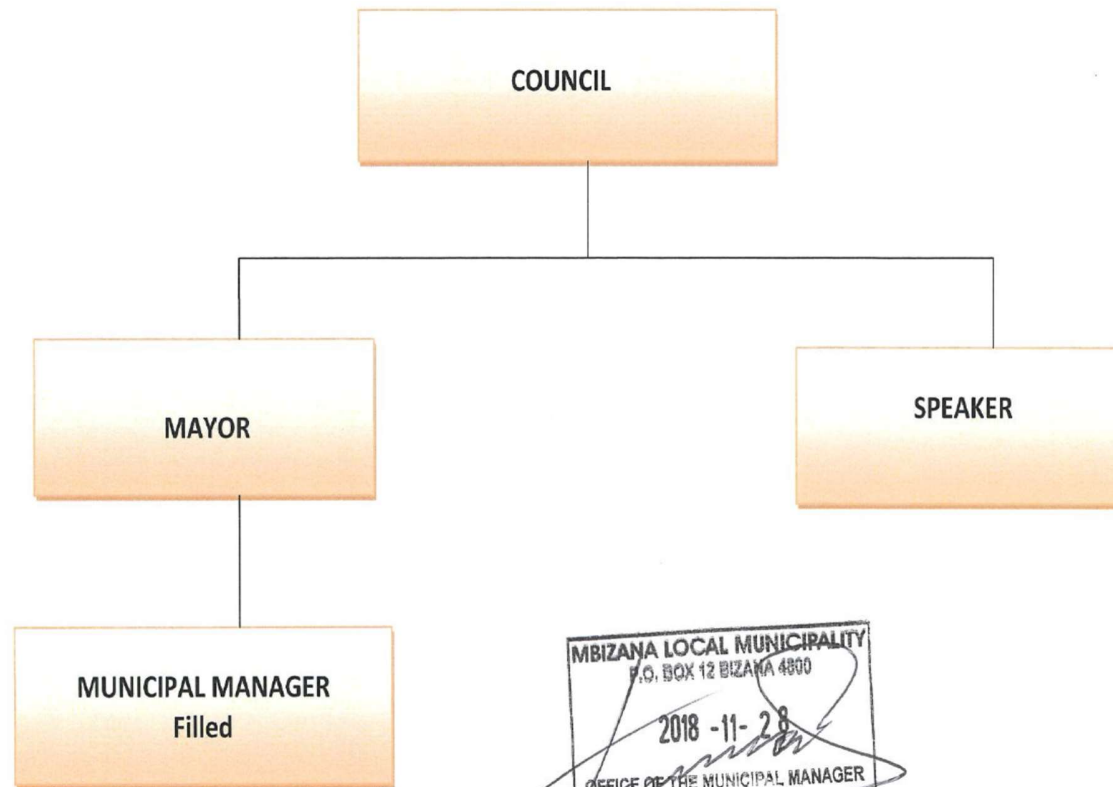 COUNCIL
MAYOR
SPEAKER
MUNICIPAL MANAGER
Filled
MBIZANA LOCAL MUNICIPALITY
P.O. BOX 12 BIZANA 4800
2018 -11- 28
OFFICE OF THE MUNICIPAL MANAGER